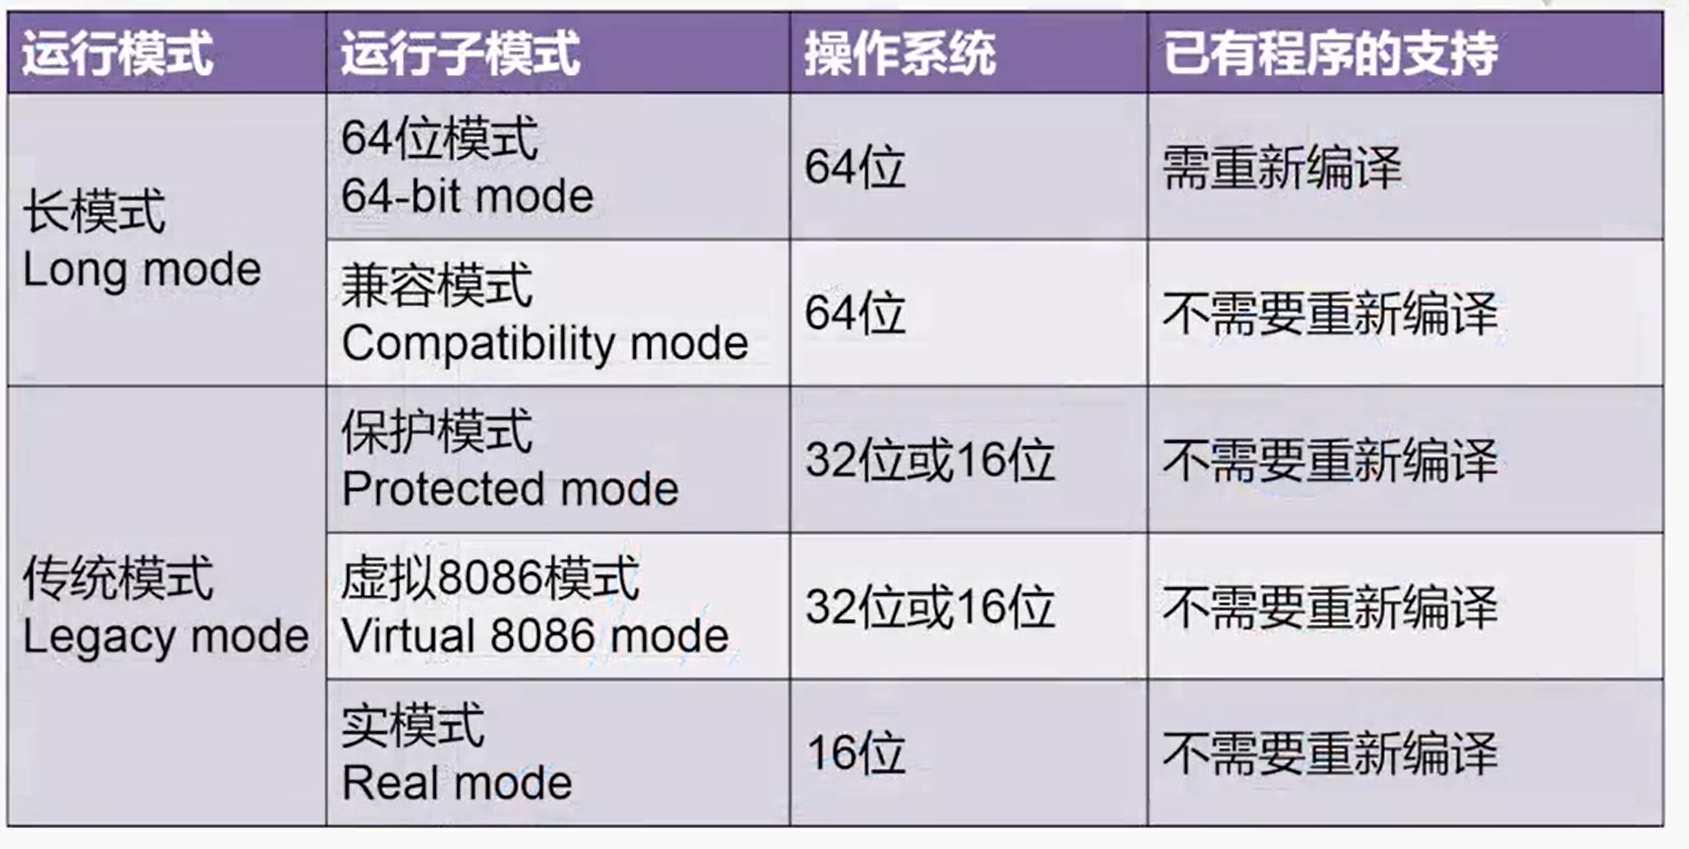 运行模式 运行子模式 操作系统 已有程序的支持
长模式
Long mode
64位模式
64-bit mode
64位
需重新编译
兼容模式
Compatibility mode
64位
不需要重新编译
传统模式
Legacy mode
保护模式
Protected mode
32位或16位
不需要重新编译
虚拟8086模式
Virtual 8086 mode
32位或16位
不需要重新编译
实模式
Real mode
16位
不需要重新编译